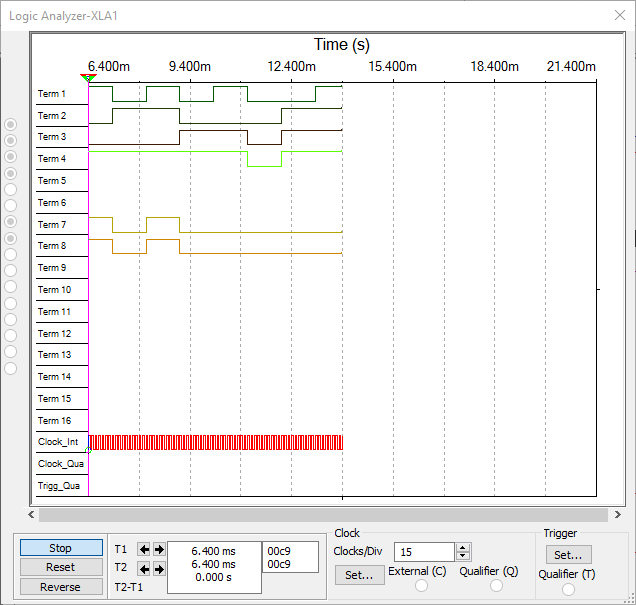 Logic Analyzer-XLA1
Time (s)
6.400m 9.400m 12.400m 15.400m 18.400m 21.400m
Term 1
Term 2
Term 3
Term 4
Term 5
Term 6
Term 7
Term 8
Term 9
Term 10
Term 11
Term 12
Term 13
Term 14
Term 15
Term 16
Clock_Int
Clock_Qua
Trigg_Qua
Stop
Reset
Reverse
T1 6.400 ms 00c9
T2 6.400 ms 00c9
T2-T1 0.000 s
Clock
Clocks/Div 15
Set... External (C) Qualifier (Q)
Trigger
Set...
Qualifier (T)